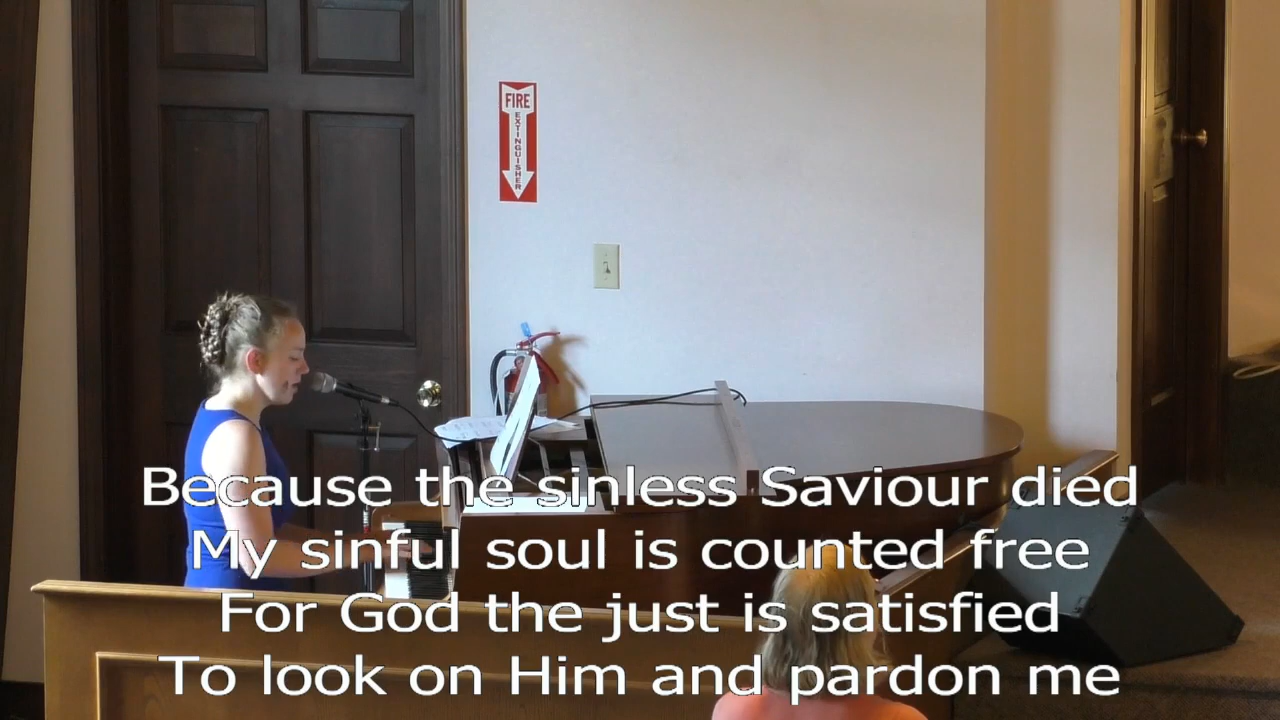 FIRE
EXTINGUISHER
Because the sinless Saviour died
My sinful soul is counted free
For God the just is satisfied
To look on Him and pardon me